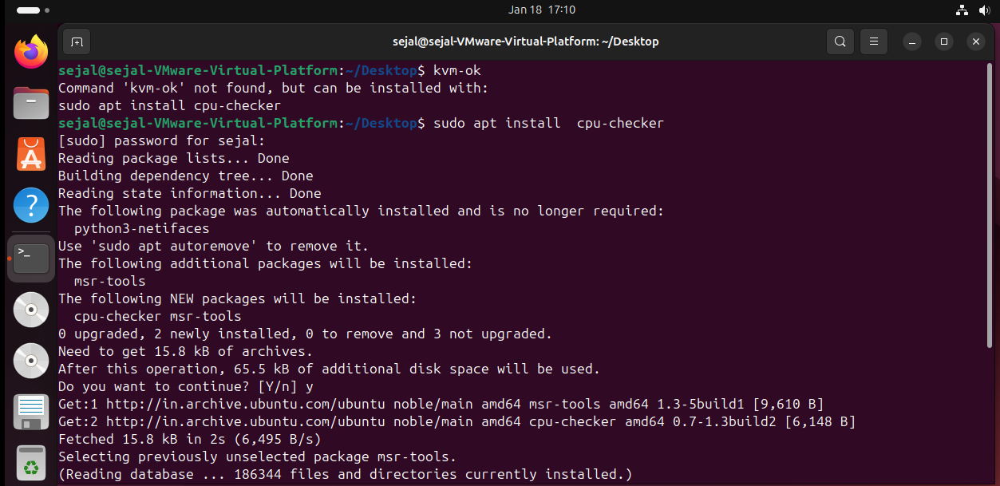 Jan 18 17:10
sejal@sejal-VMware-Virtual-Platform: ~/Desktop
sejal@sejal-VMware-Virtual-Platform:~/Desktop$ kvm-ok
Command 'kvm-ok' not found, but can be installed with:
sudo apt install cpu-checker
sejal@sejal-VMware-Virtual-Platform:~/Desktop$ sudo apt install  cpu-checker
[sudo] password for sejal:
Reading package lists... Done
Building dependency tree... Done
Reading state information... Done
The following package was automatically installed and is no longer required:
  python3-netifaces
Use 'sudo apt autoremove' to remove it.
The following additional packages will be installed:
  msr-tools
The following NEW packages will be installed:
  cpu-checker msr-tools
0 upgraded, 2 newly installed, 0 to remove and 3 not upgraded.
Need to get 15.8 kB of archives.
After this operation, 65.5 kB of additional disk space will be used.
Do you want to continue? [Y/n] y
Get:1 http://in.archive.ubuntu.com/ubuntu noble/main amd64 msr-tools amd64 1.3-5build1 [9,610 B]
Get:2 http://in.archive.ubuntu.com/ubuntu noble/main amd64 cpu-checker amd64 0.7-1.3build2 [6,148 B]
Fetched 15.8 kB in 2s (6,495 B/s)
Selecting previously unselected package msr-tools.
(Reading database ... 186344 files and directories currently installed.)